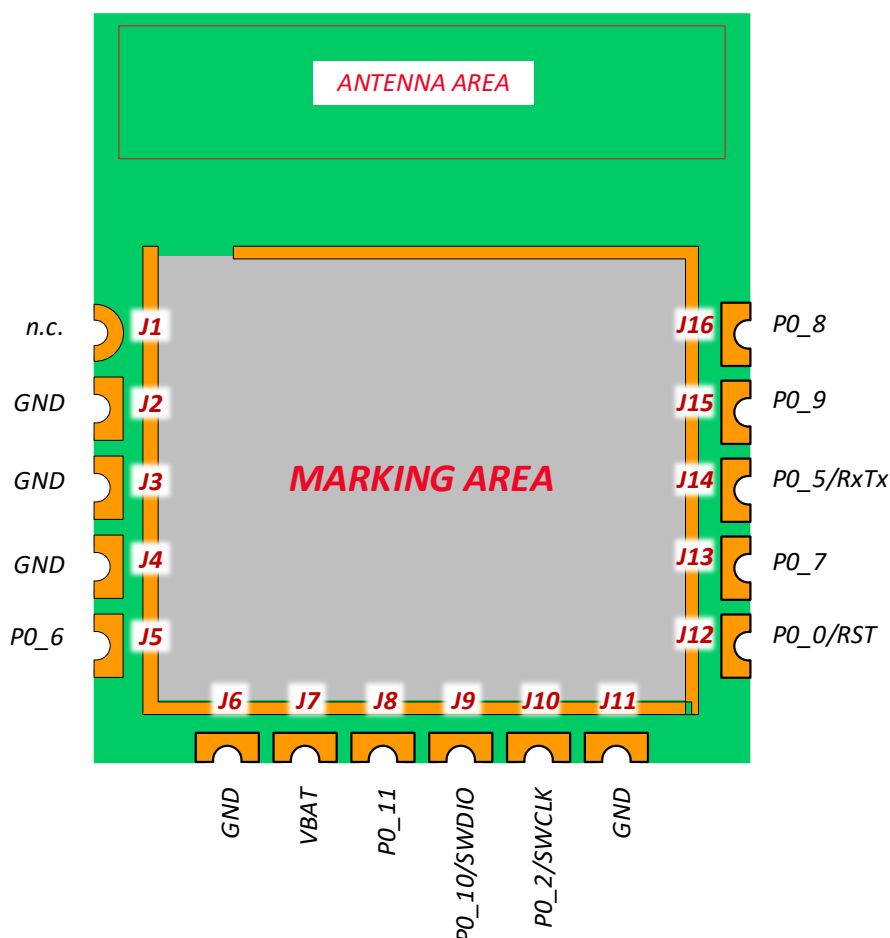 ANTENNA AREA
n.c.
J1
J16
P0_8
GND
J2
J15
P0_9
GND
J3
MARKING AREA
J14
P0_5/RxTx
GND
J4
J13
P0_7
P0_6
J5
J12
P0_0/RST
J6
J7
J8
J9
J10
J11
GND
VBAT
P0_11
P0_10/SWDIO
P0_2/SWCLK
GND